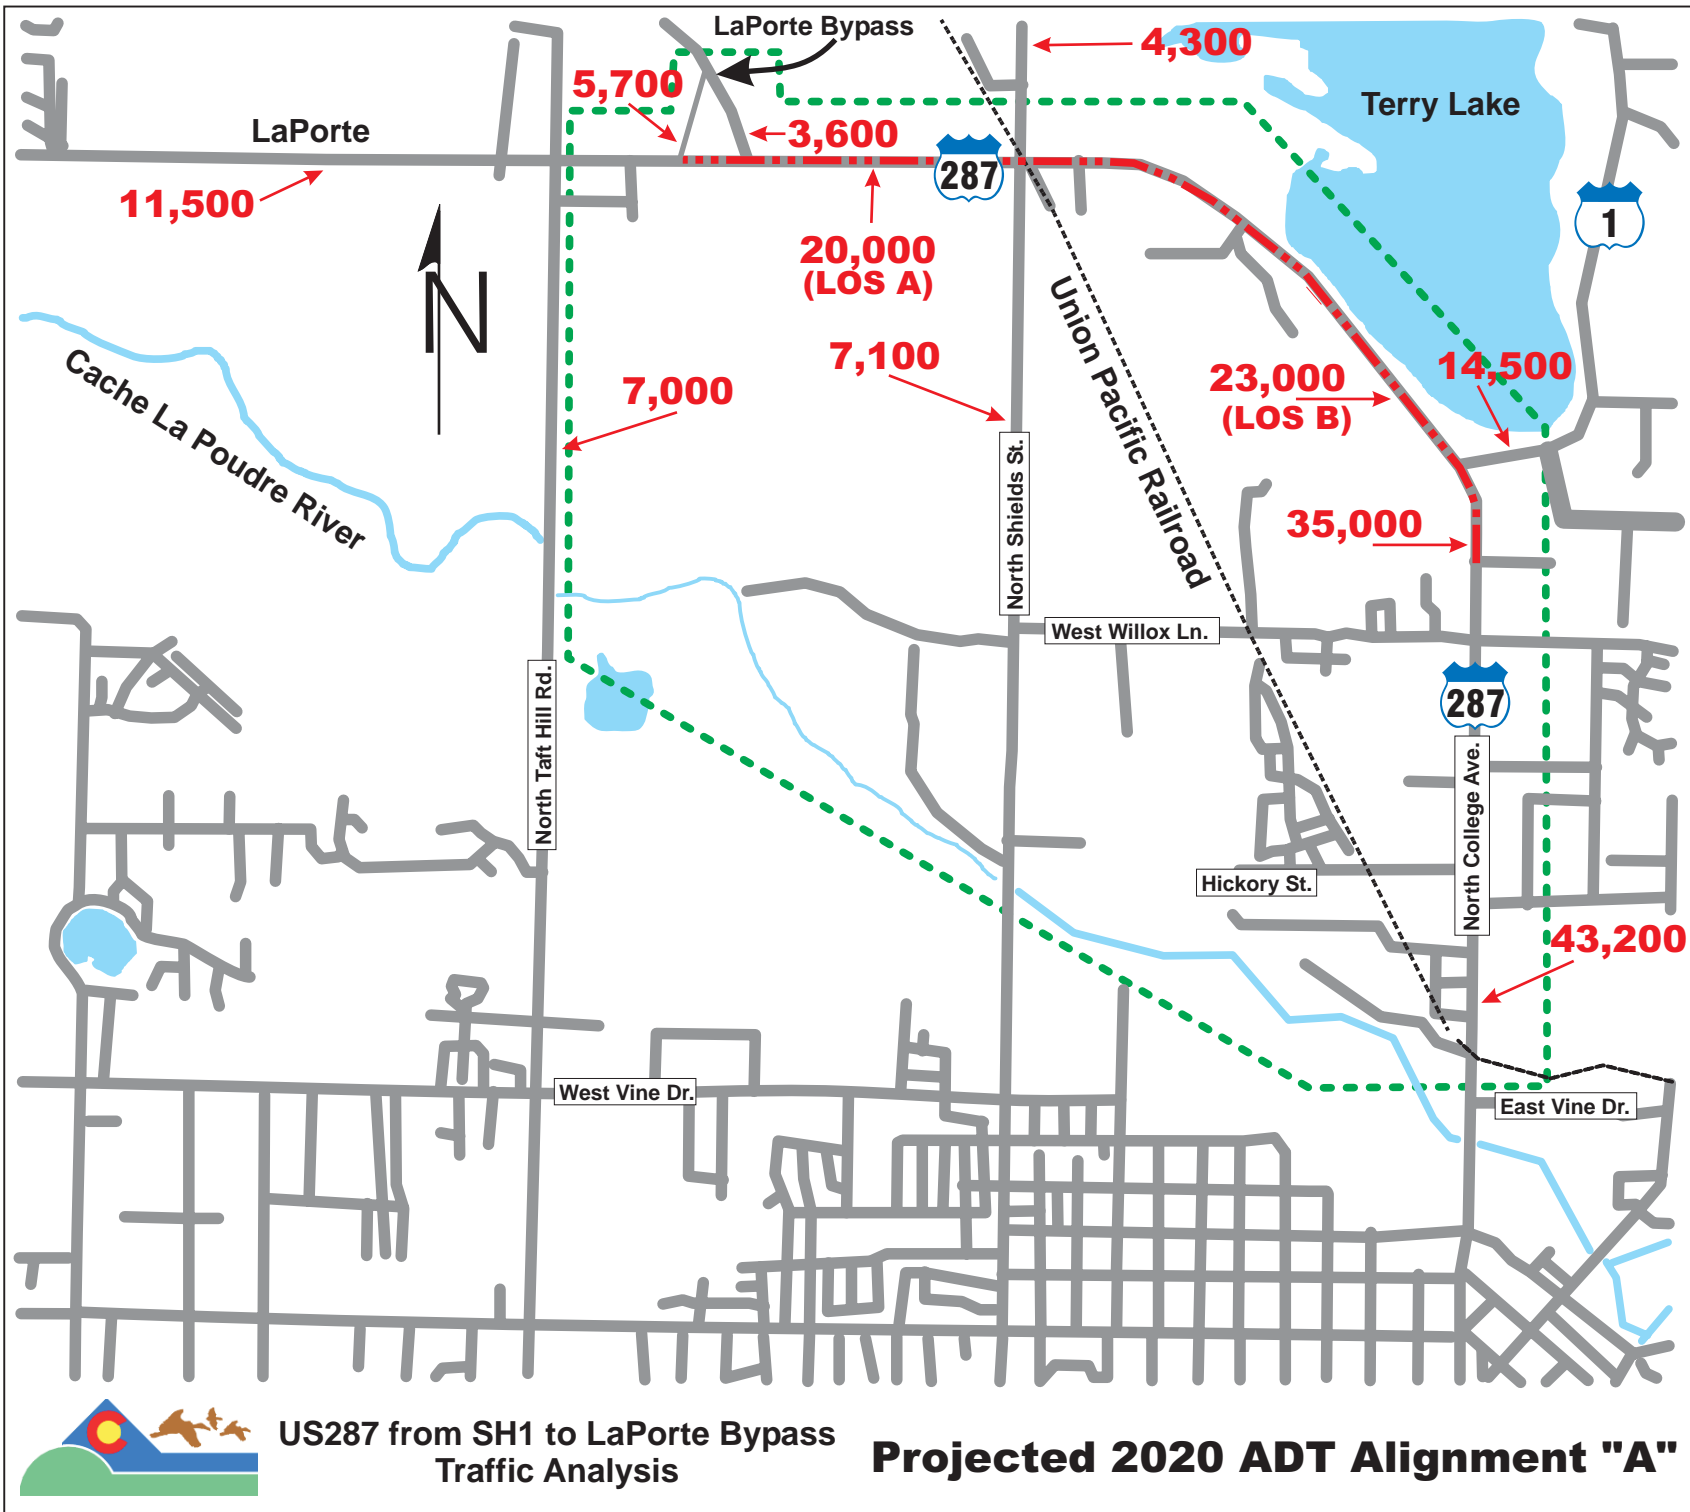 LaPorte Bypass
4,300
5,700
Terry Lake
LaPorte
3,600
287
11,500
1
20,000
(LOS A)
N
Union Pacific Railroad
7,100
Cache La Poudre River
7,000
23,000
(LOS B)
14,500
North Shields St.
35,000
West Willox Ln.
287
North Taft Hill Rd.
North College Ave.
Hickory St.
43,200
West Vine Dr.
East Vine Dr.
C
US287 from SH1 to LaPorte Bypass
Traffic Analysis
Projected 2020 ADT Alignment "A"